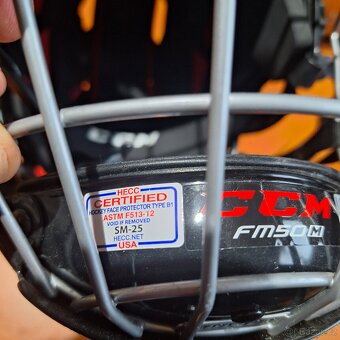 CCM
HECC
CERTIFIED
HOCKEY FACE PROTECTOR TYPE B1
ASTM F513-12
VOID IF REMOVED
SM-25
HECC.NET
USA
CCM
FM50M